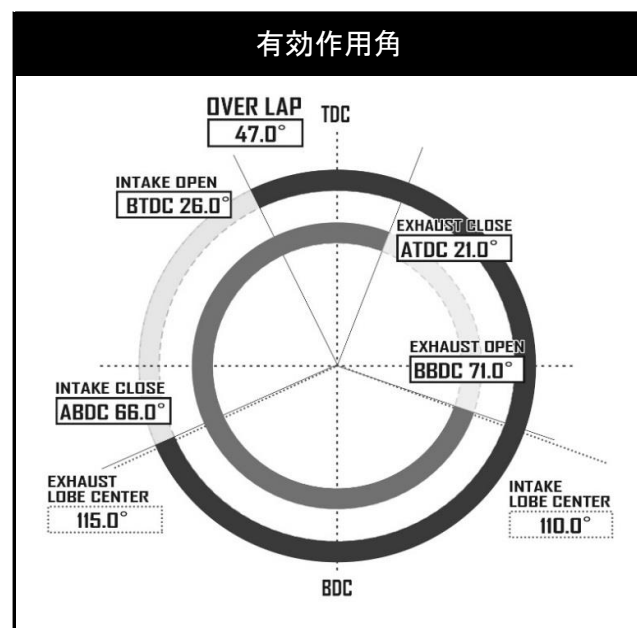 有効作用角
OVER LAP
47.0°
TDC
INTAKE OPEN
BTDC 26.0°
EXHAUST CLOSE
ATDC 21.0°
EXHAUST OPEN
BBDC 71.0°
INTAKE CLOSE
ABDC 66.0°
EXHAUST
LOBE CENTER
115.0°
INTAKE
LOBE CENTER
110.0°
BDC